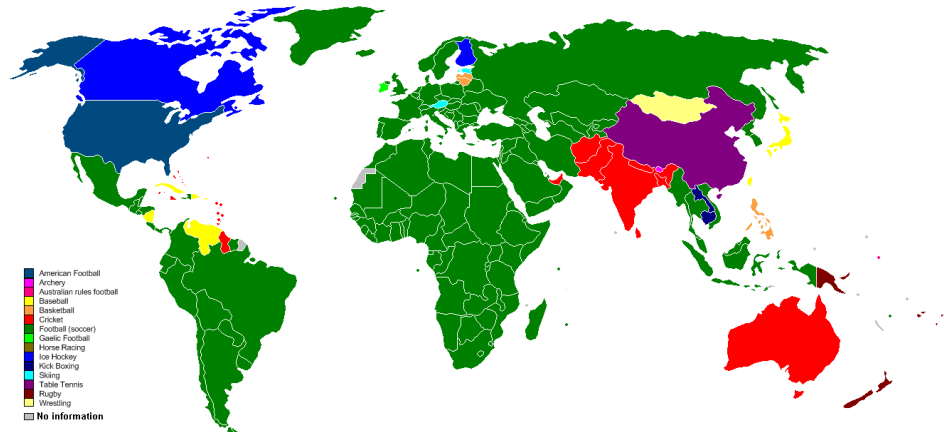 American Football
Archery
Australian rules football
Baseball
Basketball
Cricket
Football (soccer)
Gaelic Football
Horse Racing
Ice Hockey
Kick Boxing
Skiing
Table Tennis
Rugby
Wrestling
No information